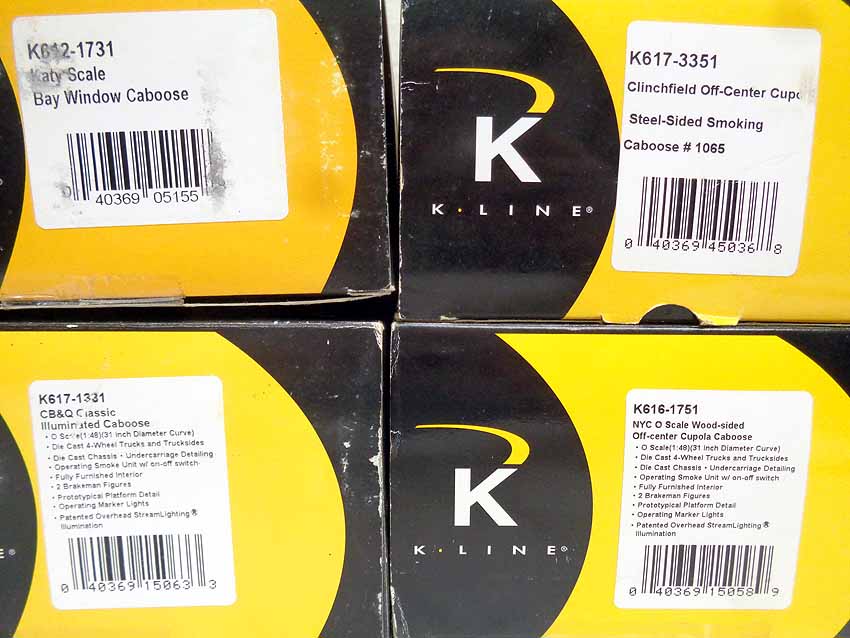 K612-1731
Katy Scale
Bay Window Caboose
0 40369 05155
K
K·LINE®
K617-3351
Clinchfield Off-Center Cupo
Steel-Sided Smoking
Caboose # 1065
0 40369 45036 8
K617-1331
CB&Q Classic
Illuminated Caboose
• O Scale(1:48)(31 inch Diameter Curve)
• Die Cast 4-Wheel Trucks and Trucksides
• Die Cast Chassis • Undercarriage Detailing
• Operating Smoke Unit w/ on-off switch
• Fully Furnished Interior
• 2 Brakeman Figures
• Prototypical Platform Detail
• Operating Marker Lights
• Patented Overhead StreamLighting®
Illumination
0 40369 15063 3
E®
K
K·LINE®
K616-1751
NYC O Scale Wood-sided
Off-center Cupola Caboose
• O Scale(1:48)(31 inch Diameter Curve)
• Die Cast 4-Wheel Trucks and Trucksides
• Die Cast Chassis • Undercarriage Detailing
• Operating Smoke Unit w/ on-off switch
• Fully Furnished Interior
• 2 Brakeman Figures
• Prototypical Platform Detail
• Operating Marker Lights
• Patented Overhead StreamLighting®
Illumination
0 40369 15058 9